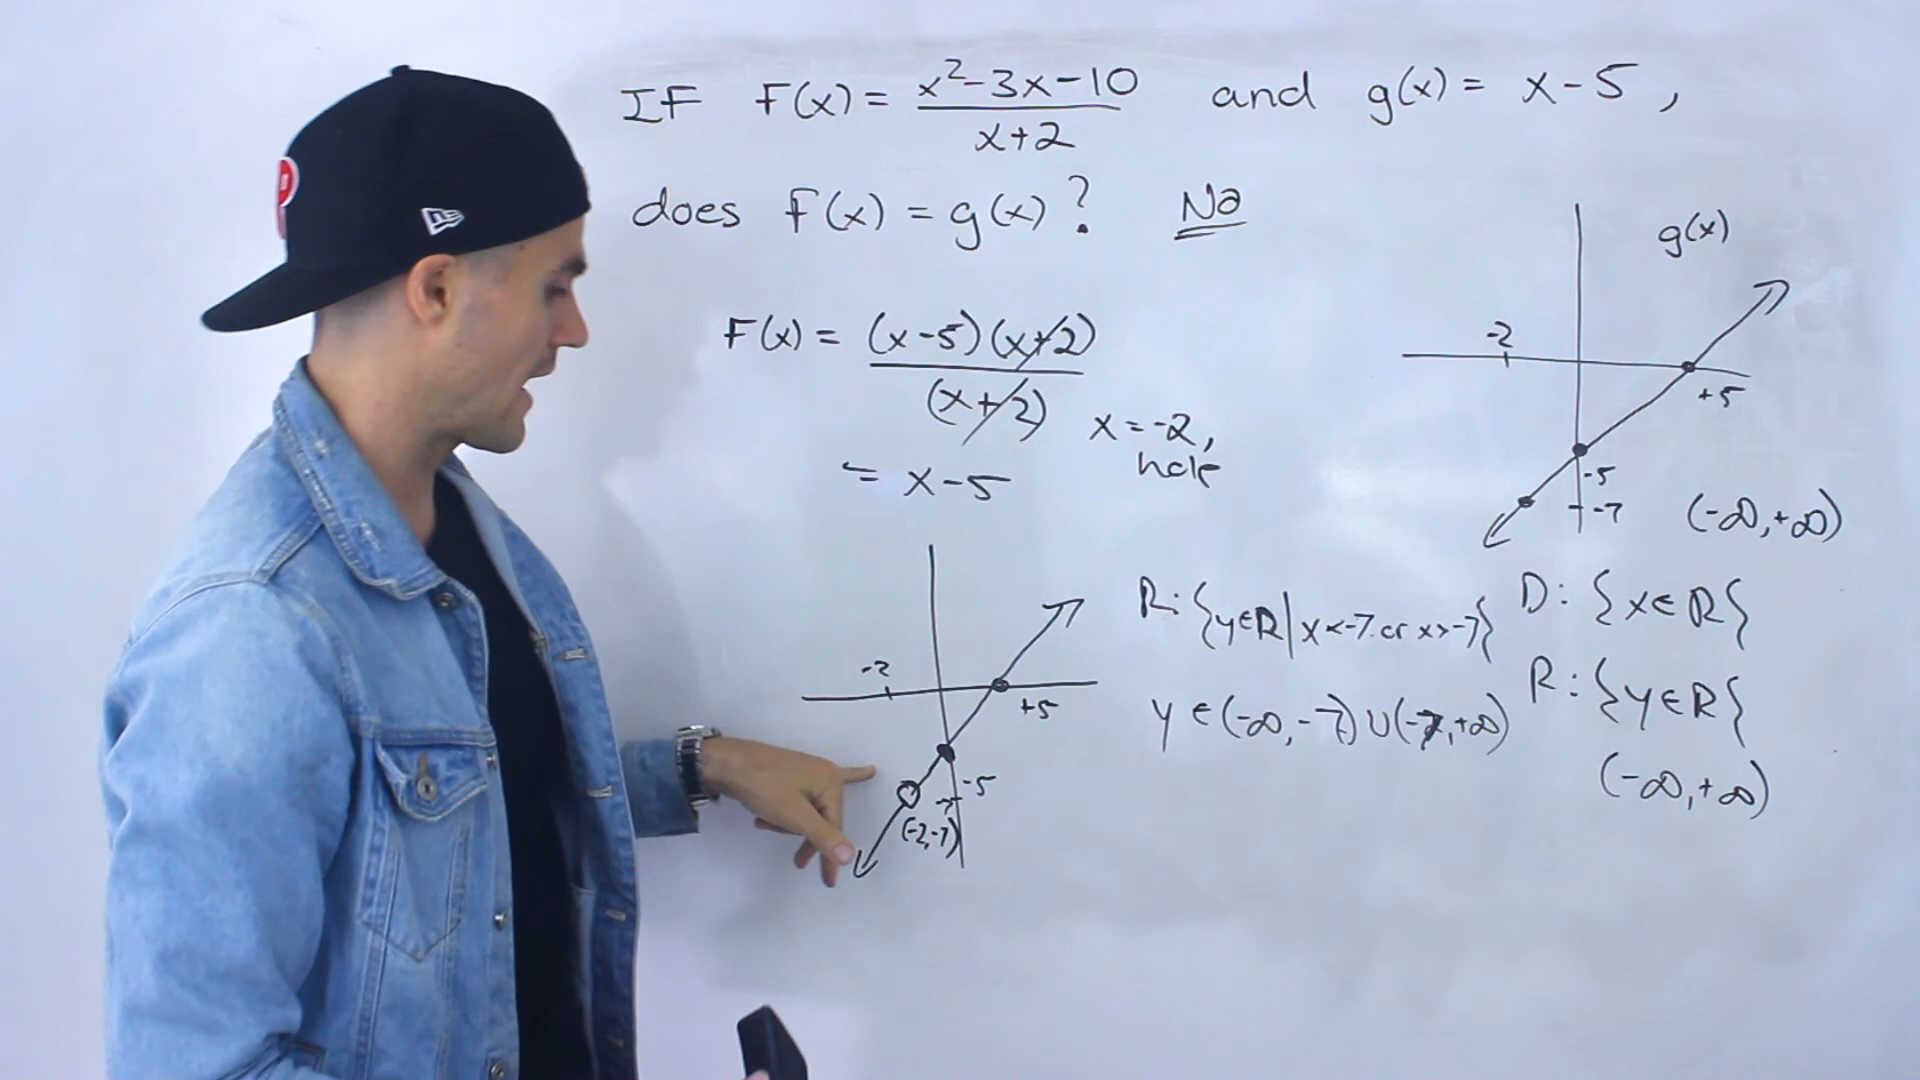 IF F(x) = x²-3x-10 / x+2 and g(x) = x-5,
does F(x) = g(x)? No
F(x) = (x-5)(x+2) / (x+2)
x=-2,
hole
= x-5
g(x)
-2
+5
-5
-7
(-∞,+∞)
D: {x∈R}
R: {y∈R}
(-∞,+∞)
R: {y∈R | x<-7 or x>-7}
y ∈ (-∞,-7) ∪ (-7,+∞)
-2
+5
-5
-7
(-2,-7)